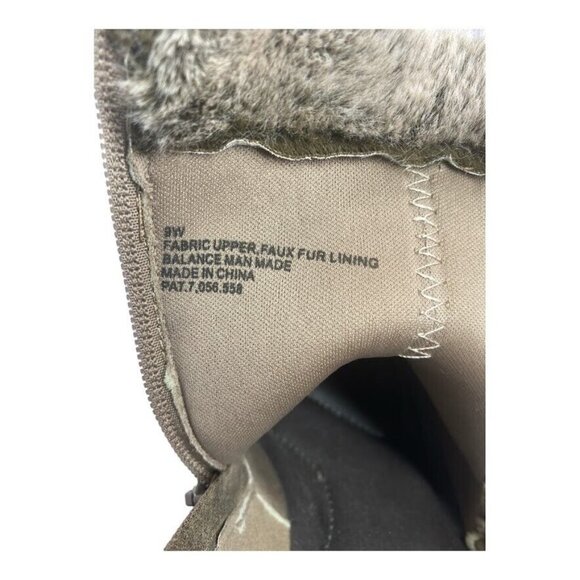 9W
FABRIC UPPER, FAUX FUR LINING
BALANCE MAN MADE
MADE IN CHINA
PAT.7,056,558